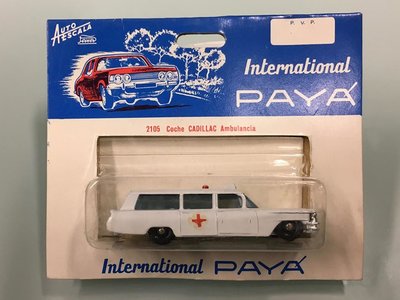 AUTO
A ESCALA
P. V. P.
International
PAYÁ
2105 Coche CADILLAC Ambulancia
International PAYÁ